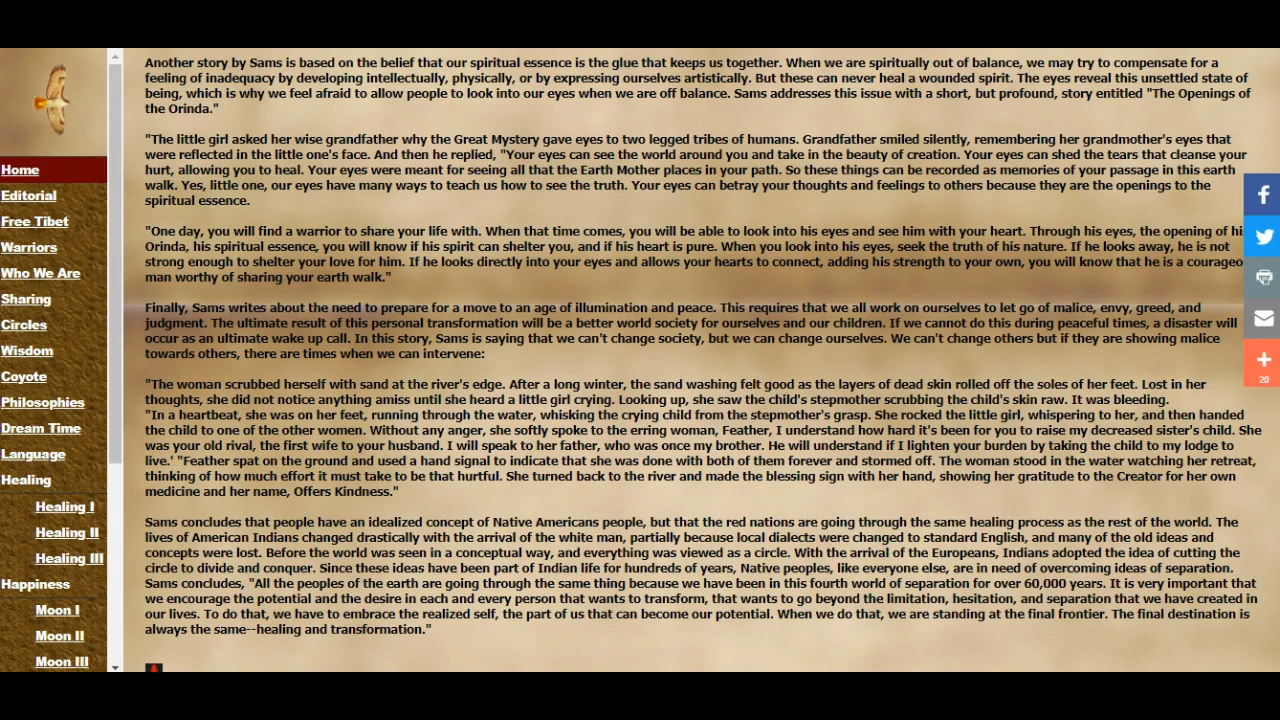 Another story by Sams is based on the belief that our spiritual essence is the glue that keeps us together. When we are spiritually out of balance, we may try to compensate for a
feeling of inadequacy by developing intellectually, physically, or by expressing ourselves artistically. But these can never heal a wounded spirit. The eyes reveal this unsettled state of
being, which is why we feel afraid to allow people to look into our eyes when we are off balance. Sams addresses this issue with a short, but profound, story entitled "The Openings of
the Orinda."
"The little girl asked her wise grandfather why the Great Mystery gave eyes to two legged tribes of humans. Grandfather smiled silently, remembering her grandmother's eyes that
were reflected in the little one's face. And then he replied, "Your eyes can see the world around you and take in the beauty of creation. Your eyes can shed the tears that cleanse your
hurt, allowing you to heal. Your eyes were meant for seeing all that the Earth Mother places in your path. So these things can be recorded as memories of your passage in this earth
walk. Yes, little one, our eyes have many ways to teach us how to see the truth. Your eyes can betray your thoughts and feelings to others because they are the openings to the
spiritual essence.
"One day, you will find a warrior to share your life with. When that time comes, you will be able to look into his eyes and see him with your heart. Through his eyes, the opening of hi
Orinda, his spiritual essence, you will know if his spirit can shelter you, and if his heart is pure. When you look into his eyes, seek the truth of his nature. If he looks away, he is not
strong enough to shelter your love for him. If he looks directly into your eyes and allows your hearts to connect, adding his strength to your own, you will know that he is a courageo
man worthy of sharing your earth walk."
Finally, Sams writes about the need to prepare for a move to an age of illumination and peace. This requires that we all work on ourselves to let go of malice, envy, greed, and
judgment. The ultimate result of this personal transformation will be a better world society for ourselves and our children. If we cannot do this during peaceful times, a disaster will
occur as an ultimate wake up call. In this story, Sams is saying that we can't change society, but we can change ourselves. We can't change others but if they are showing malice
towards others, there are times when we can intervene:
"The woman scrubbed herself with sand at the river's edge. After a long winter, the sand washing felt good as the layers of dead skin rolled off the soles of her feet. Lost in her
thoughts, she did not notice anything amiss until she heard a little girl crying. Looking up, she saw the child's stepmother scrubbing the child's skin raw. It was bleeding.
"In a heartbeat, she was on her feet, running through the water, whisking the crying child from the stepmother's grasp. She rocked the little girl, whispering to her, and then handed
the child to one of the other women. Without any anger, she softly spoke to the erring woman, Feather, I understand how hard it's been for you to raise my decreased sister's child. She
was your old rival, the first wife to your husband. I will speak to her father, who was once my brother. He will understand if I lighten your burden by taking the child to my lodge to
live.' "Feather spat on the ground and used a hand signal to indicate that she was done with both of them forever and stormed off. The woman stood in the water watching her retreat,
thinking of how much effort it must take to be that hurtful. She turned back to the river and made the blessing sign with her hand, showing her gratitude to the Creator for her own
medicine and her name, Offers Kindness."
Sams concludes that people have an idealized concept of Native Americans people, but that the red nations are going through the same healing process as the rest of the world. The
lives of American Indians changed drastically with the arrival of the white man, partially because local dialects were changed to standard English, and many of the old ideas and
concepts were lost. Before the world was seen in a conceptual way, and everything was viewed as a circle. With the arrival of the Europeans, Indians adopted the idea of cutting the
circle to divide and conquer. Since these ideas have been part of Indian life for hundreds of years, Native peoples, like everyone else, are in need of overcoming ideas of separation.
Sams concludes, "All the peoples of the earth are going through the same thing because we have been in this fourth world of separation for over 60,000 years. It is very important that
we encourage the potential and the desire in each and every person that wants to transform, that wants to go beyond the limitation, hesitation, and separation that we have created in
our lives. To do that, we have to embrace the realized self, the part of us that can become our potential. When we do that, we are standing at the final frontier. The final destination is
always the same--healing and transformation."
Home
Editorial
Free Tibet
Warriors
Who We Are
Sharing
Circles
Wisdom
Coyote
Philosophies
Dream Time
Language
Healing
Healing I
Healing II
Healing III
Happiness
Moon I
Moon II
Moon III
20